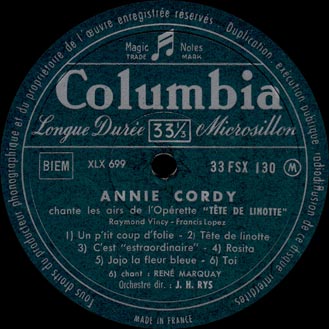 Tous droits du producteur phonographique et du propriétaire de l'œuvre enregistrée réservés - Duplication, exécution publique, radiodiffusion de ce disque interdites
Magic Notes
TRADE MARK
Columbia
Longue Durée 33⅓ Microsillon
BIEM XLX 699 33 FSX 130 M
ANNIE CORDY
chante les airs de l'Opérette "TÊTE DE LINOTTE"
Raymond Vincy - Francis Lopez
1) Un p'tit coup d'folie - 2) Tête de linotte
3) C'est "estraordinaire" - 4) Rosita
5) Jojo la fleur bleue - 6) Toi
6) chant : RENÉ MARQUAY
Orchestre dir. : J. H. RYS
MADE IN FRANCE